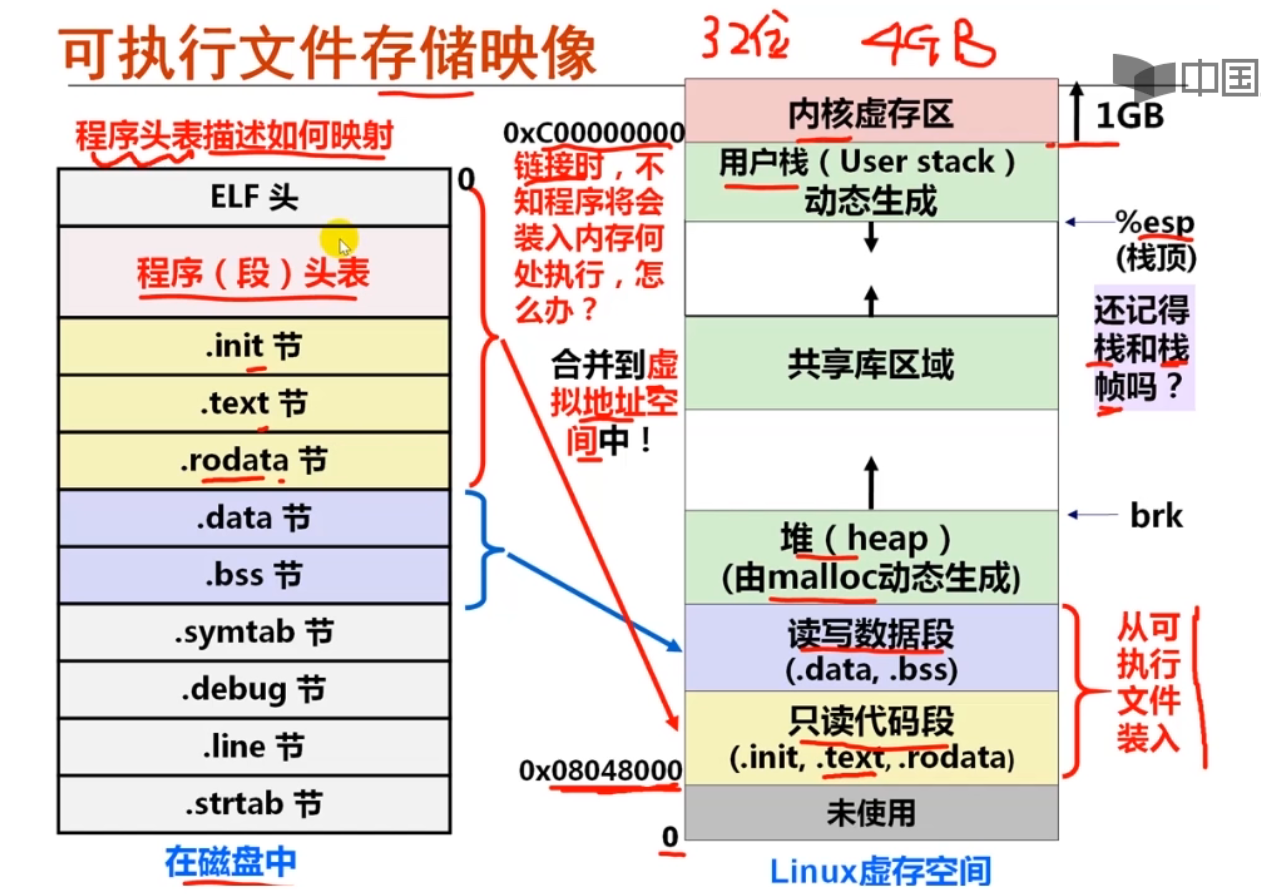 可执行文件存储映像
32位 4GB
中国
程序头表描述如何映射
0
ELF 头
程序（段）头表
.init 节
.text 节
.rodata 节
.data 节
.bss 节
.symtab 节
.debug 节
.line 节
.strtab 节
在磁盘中
0xC00000000
链接时，不
知程序将会
装入内存何
处执行，怎
么办？
合并到虚
拟地址空
间中！
0x08048000
0
内核虚存区
用户栈（User stack）
动态生成
共享库区域
堆（heap）
(由malloc动态生成)
读写数据段
(.data, .bss)
只读代码段
(.init, .text, .rodata)
未使用
Linux虚存空间
1GB
%esp
(栈顶)
还记得
栈和栈
帧吗？
brk
从可
执行
文件
装入